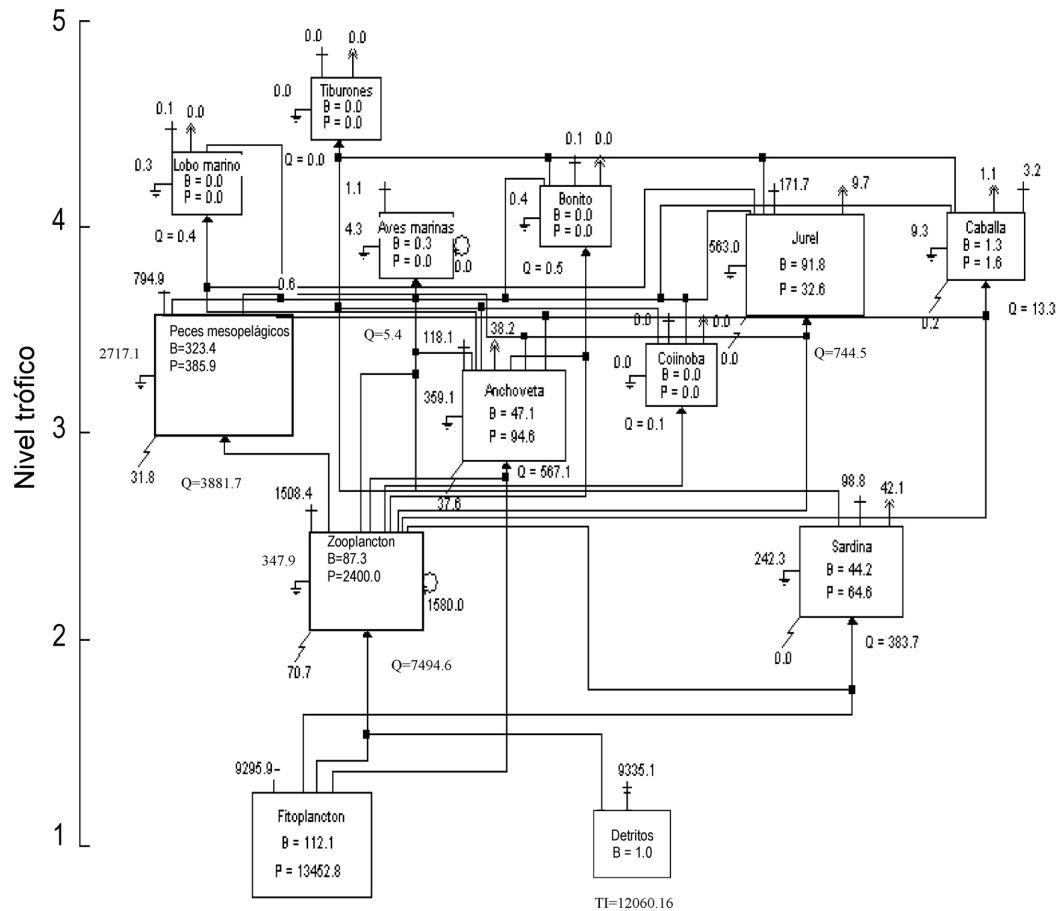 5
0.0
0.0
Tiburones
B = 0.0
P = 0.0
0.0
0.1
0.0
Lobo marino
B = 0.0
P = 0.0
0.3
Q = 0.0
0.1
0.0
Bonito
B = 0.0
P = 0.0
0.4
1.1
171.7
9.7
1.1
3.2
4
Q = 0.4
4.3
Aves marinas
B = 0.3
P = 0.0
0.0
Q = 0.5
563.0
Jurel
B = 91.8
P = 32.6
9.3
Caballa
B = 1.3
P = 1.6
794.9
0.6
0.2
Q = 13.3
Peces mesopelágicos
B=323.4
P=385.9
2717.1
Q=5.4
118.1
38.2
0.0
0.0
0.0
Q=744.5
Cojinoba
B = 0.0
P = 0.0
0.0
359.1
Anchoveta
B = 47.1
P = 94.6
Q = 0.1
3
Nivel trófico
31.8
Q=3881.7
37.6
Q = 567.1
1508.4
98.8
42.1
Zooplancton
B=87.3
P=2400.0
347.9
1580.0
242.3
Sardina
B = 44.2
P = 64.6
2
70.7
Q=7494.6
0.0
Q = 383.7
9295.9
9335.1
Fitoplancton
B = 112.1
P = 13452.8
Detritos
B = 1.0
1
TI=12060.16